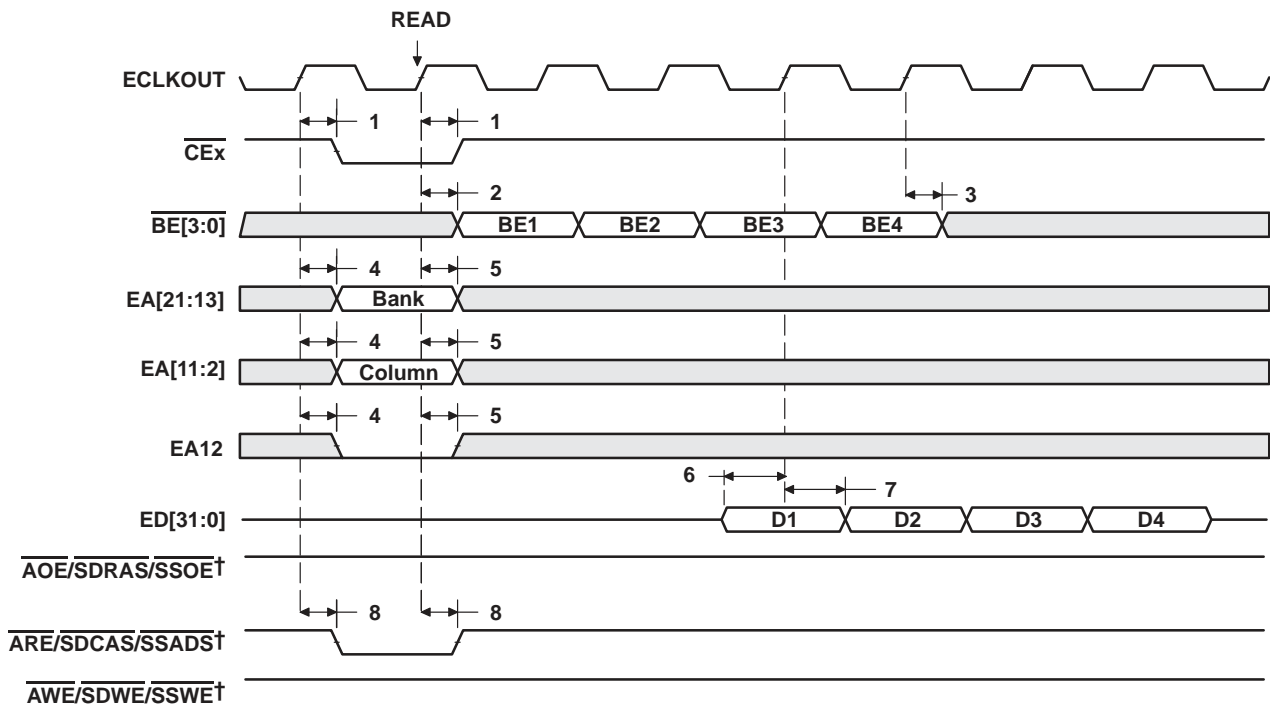 READ
ECLKOUT
1 1
CEx
2 3
BE[3:0] BE1 BE2 BE3 BE4
4 5
EA[21:13] Bank
4 5
EA[11:2] Column
4 5
EA12
6 7
ED[31:0] D1 D2 D3 D4
AOE/SDRAS/SSOE†
8 8
ARE/SDCAS/SSADS†
AWE/SDWE/SSWE†